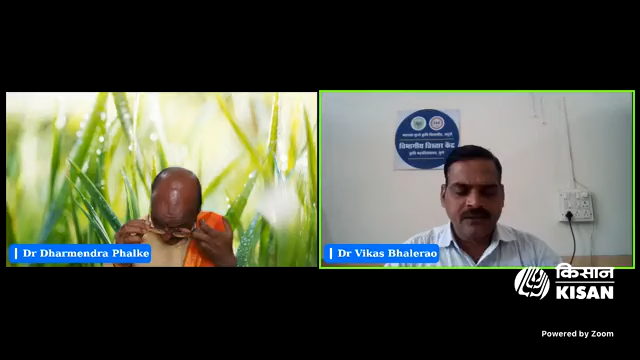 विभागीय विस्तार केंद्र
Dr Dharmendra Phalke
Dr Vikas Bhalerao
किसान
KISAN
Powered by Zoom